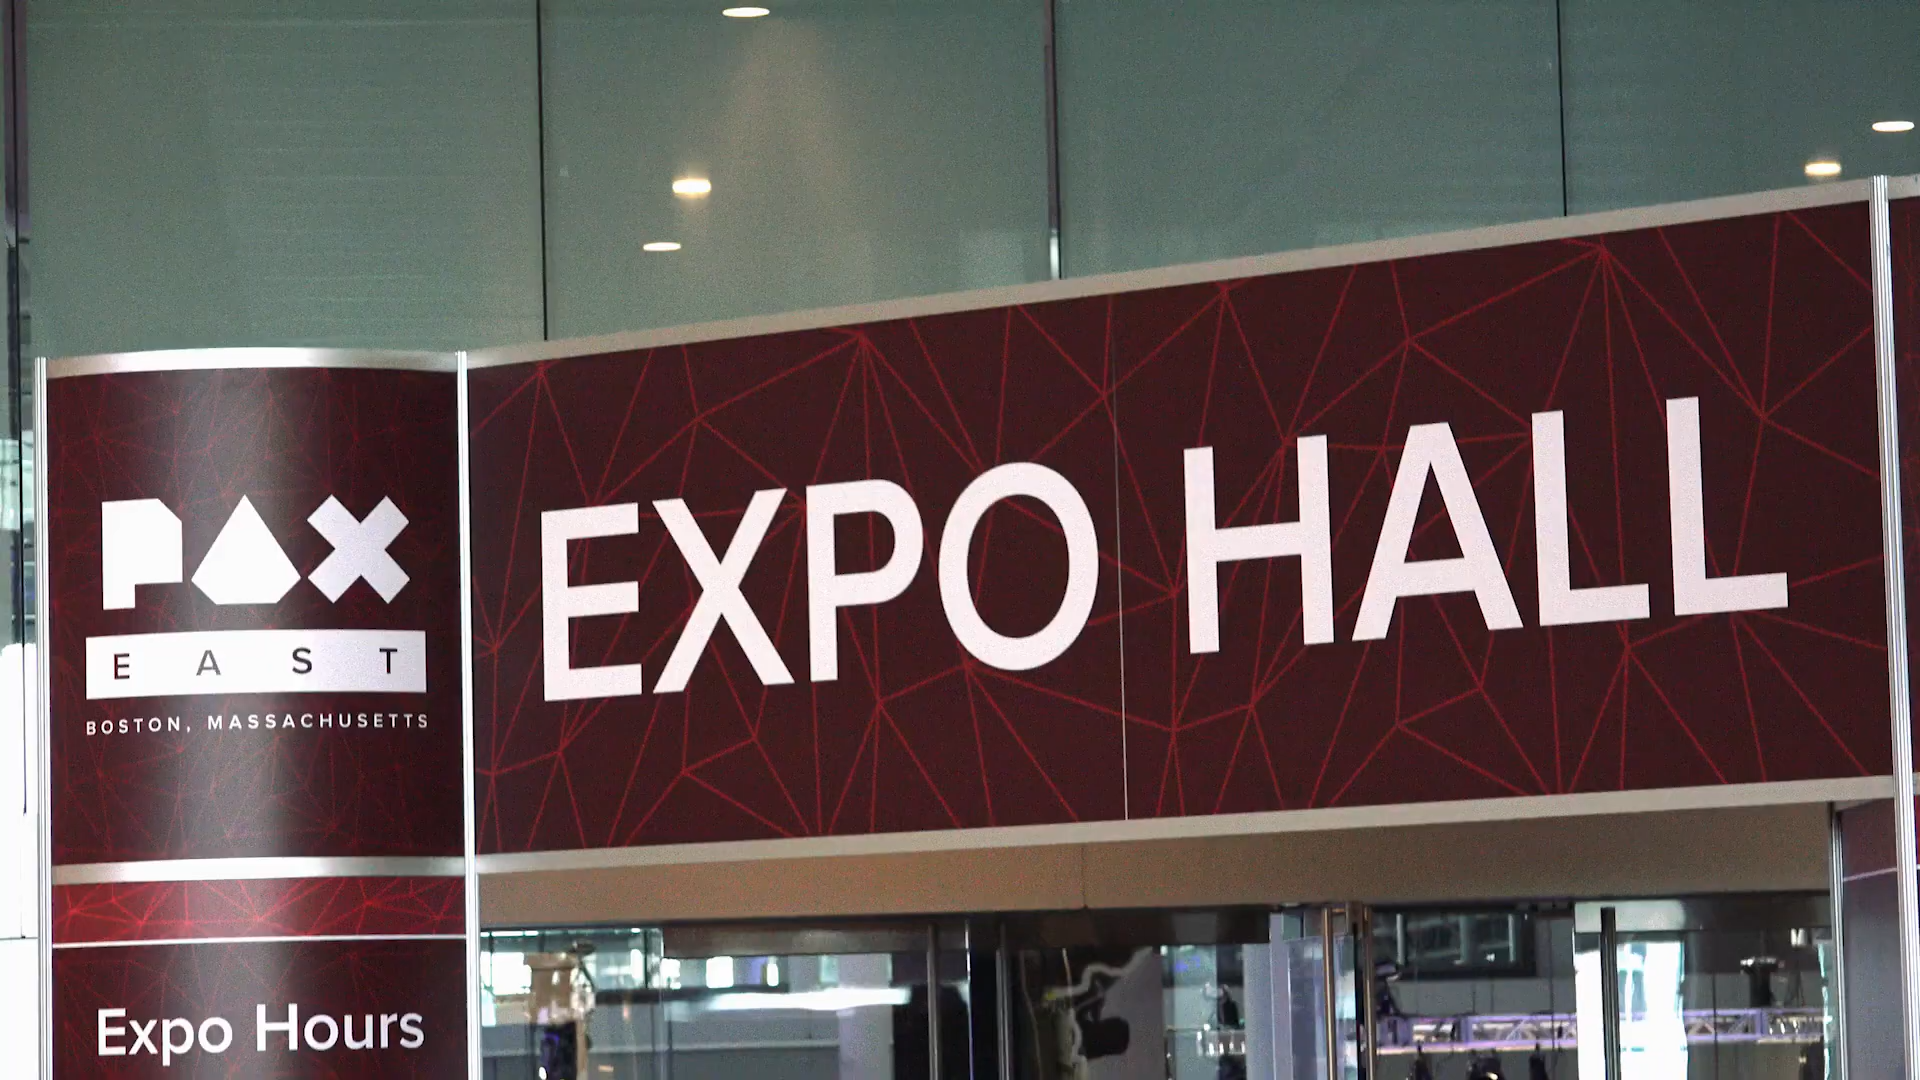 PAX
EAST
BOSTON, MASSACHUSETTS
EXPO HALL
Expo Hours